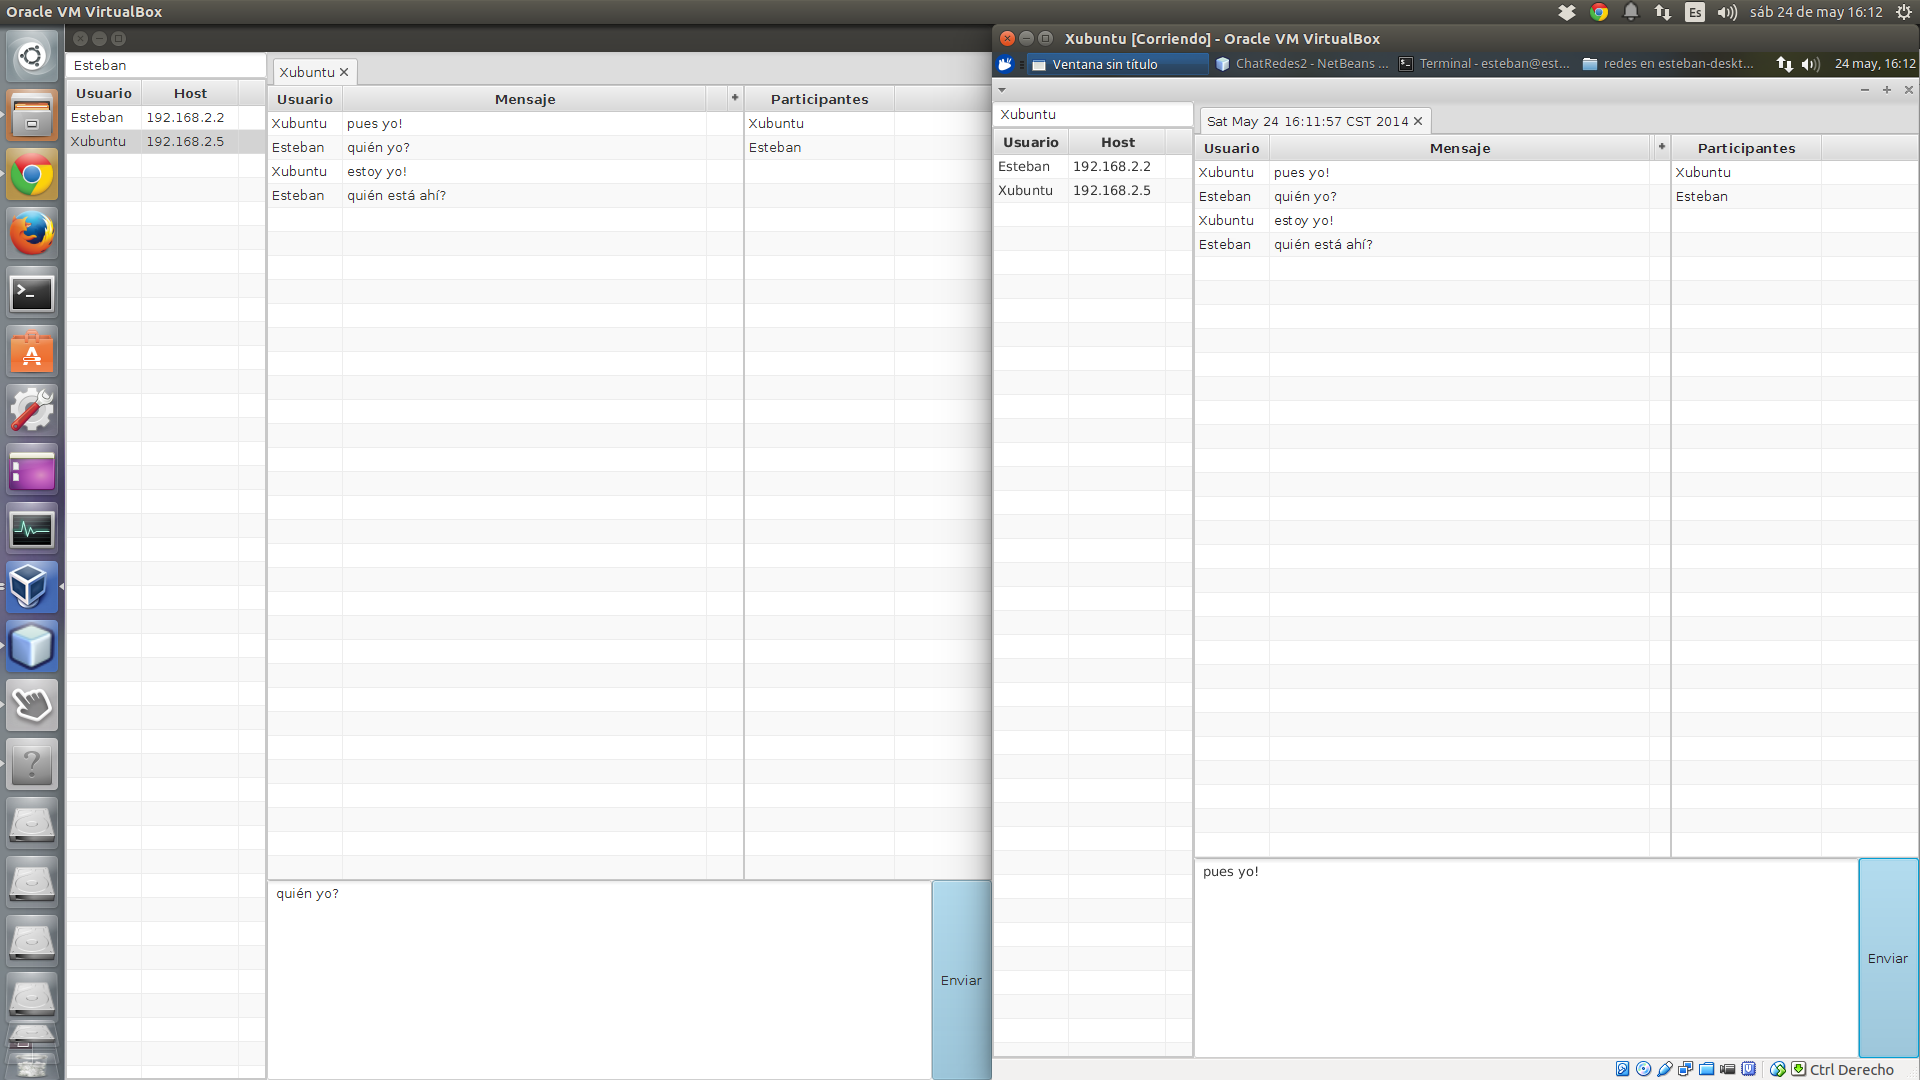 Oracle VM VirtualBox
Es
sáb 24 de may 16:12
Esteban
Usuario Host
Esteban 192.168.2.2
Xubuntu 192.168.2.5
Xubuntu
Usuario Mensaje + Participantes
Xubuntu pues yo! Xubuntu
Esteban quién yo? Esteban
Xubuntu estoy yo!
Esteban quién está ahí?
quién yo?
Enviar
Xubuntu [Corriendo] - Oracle VM VirtualBox
Ventana sin título
ChatRedes2 - NetBeans ...
Terminal - esteban@est...
redes en esteban-deskt...
24 may, 16:12
Xubuntu
Usuario Host
Esteban 192.168.2.2
Xubuntu 192.168.2.5
Sat May 24 16:11:57 CST 2014
Usuario Mensaje + Participantes
Xubuntu pues yo! Xubuntu
Esteban quién yo? Esteban
Xubuntu estoy yo!
Esteban quién está ahí?
pues yo!
Enviar
Ctrl Derecho